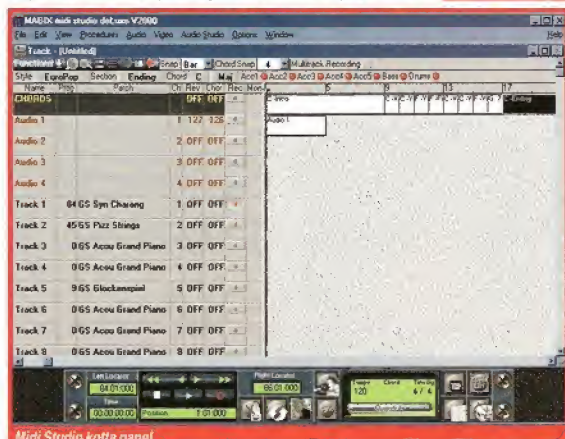 MAGIX midi studio deLuxe V2000
File Edit View Procedures Audio Video Audio Studio Options Window Help
Track - [Untitled]
Functions Snap Bar Chord Snap 4 Multitrack Recording
Style EuroPop Section Ending Chord C Maj Acc1 Acc2 Acc3 Acc4 Acc5 Bass Drums
Name Prog Patch Ch Rev Chor Rec 5 9 13 17
CHORDS OFF OFF C-Intro C-Ending
Audio 1 1 127 126 Audio 1
Audio 2 2 OFF OFF
Audio 3 3 OFF OFF
Audio 4 4 OFF OFF
Track 1 84 GS Syn Charang 1 OFF OFF
Track 2 45 GS Pizz Strings 2 OFF OFF
Track 3 0 GS Acou Grand Piano 3 OFF OFF
Track 4 0 GS Acou Grand Piano 4 OFF OFF
Track 5 9 GS Glockenspiel 5 OFF OFF
Track 6 0 GS Acou Grand Piano 6 OFF OFF
Track 7 0 GS Acou Grand Piano 7 OFF OFF
Track 8 0 GS Acou Grand Piano 8 OFF OFF
Left Locator Right Locator Tempo Chord TimeSig
84:01:000 86:01:000 120 4/4
Time
00:00:00:00 Position 1:01:000
Midi Studio kotta panel